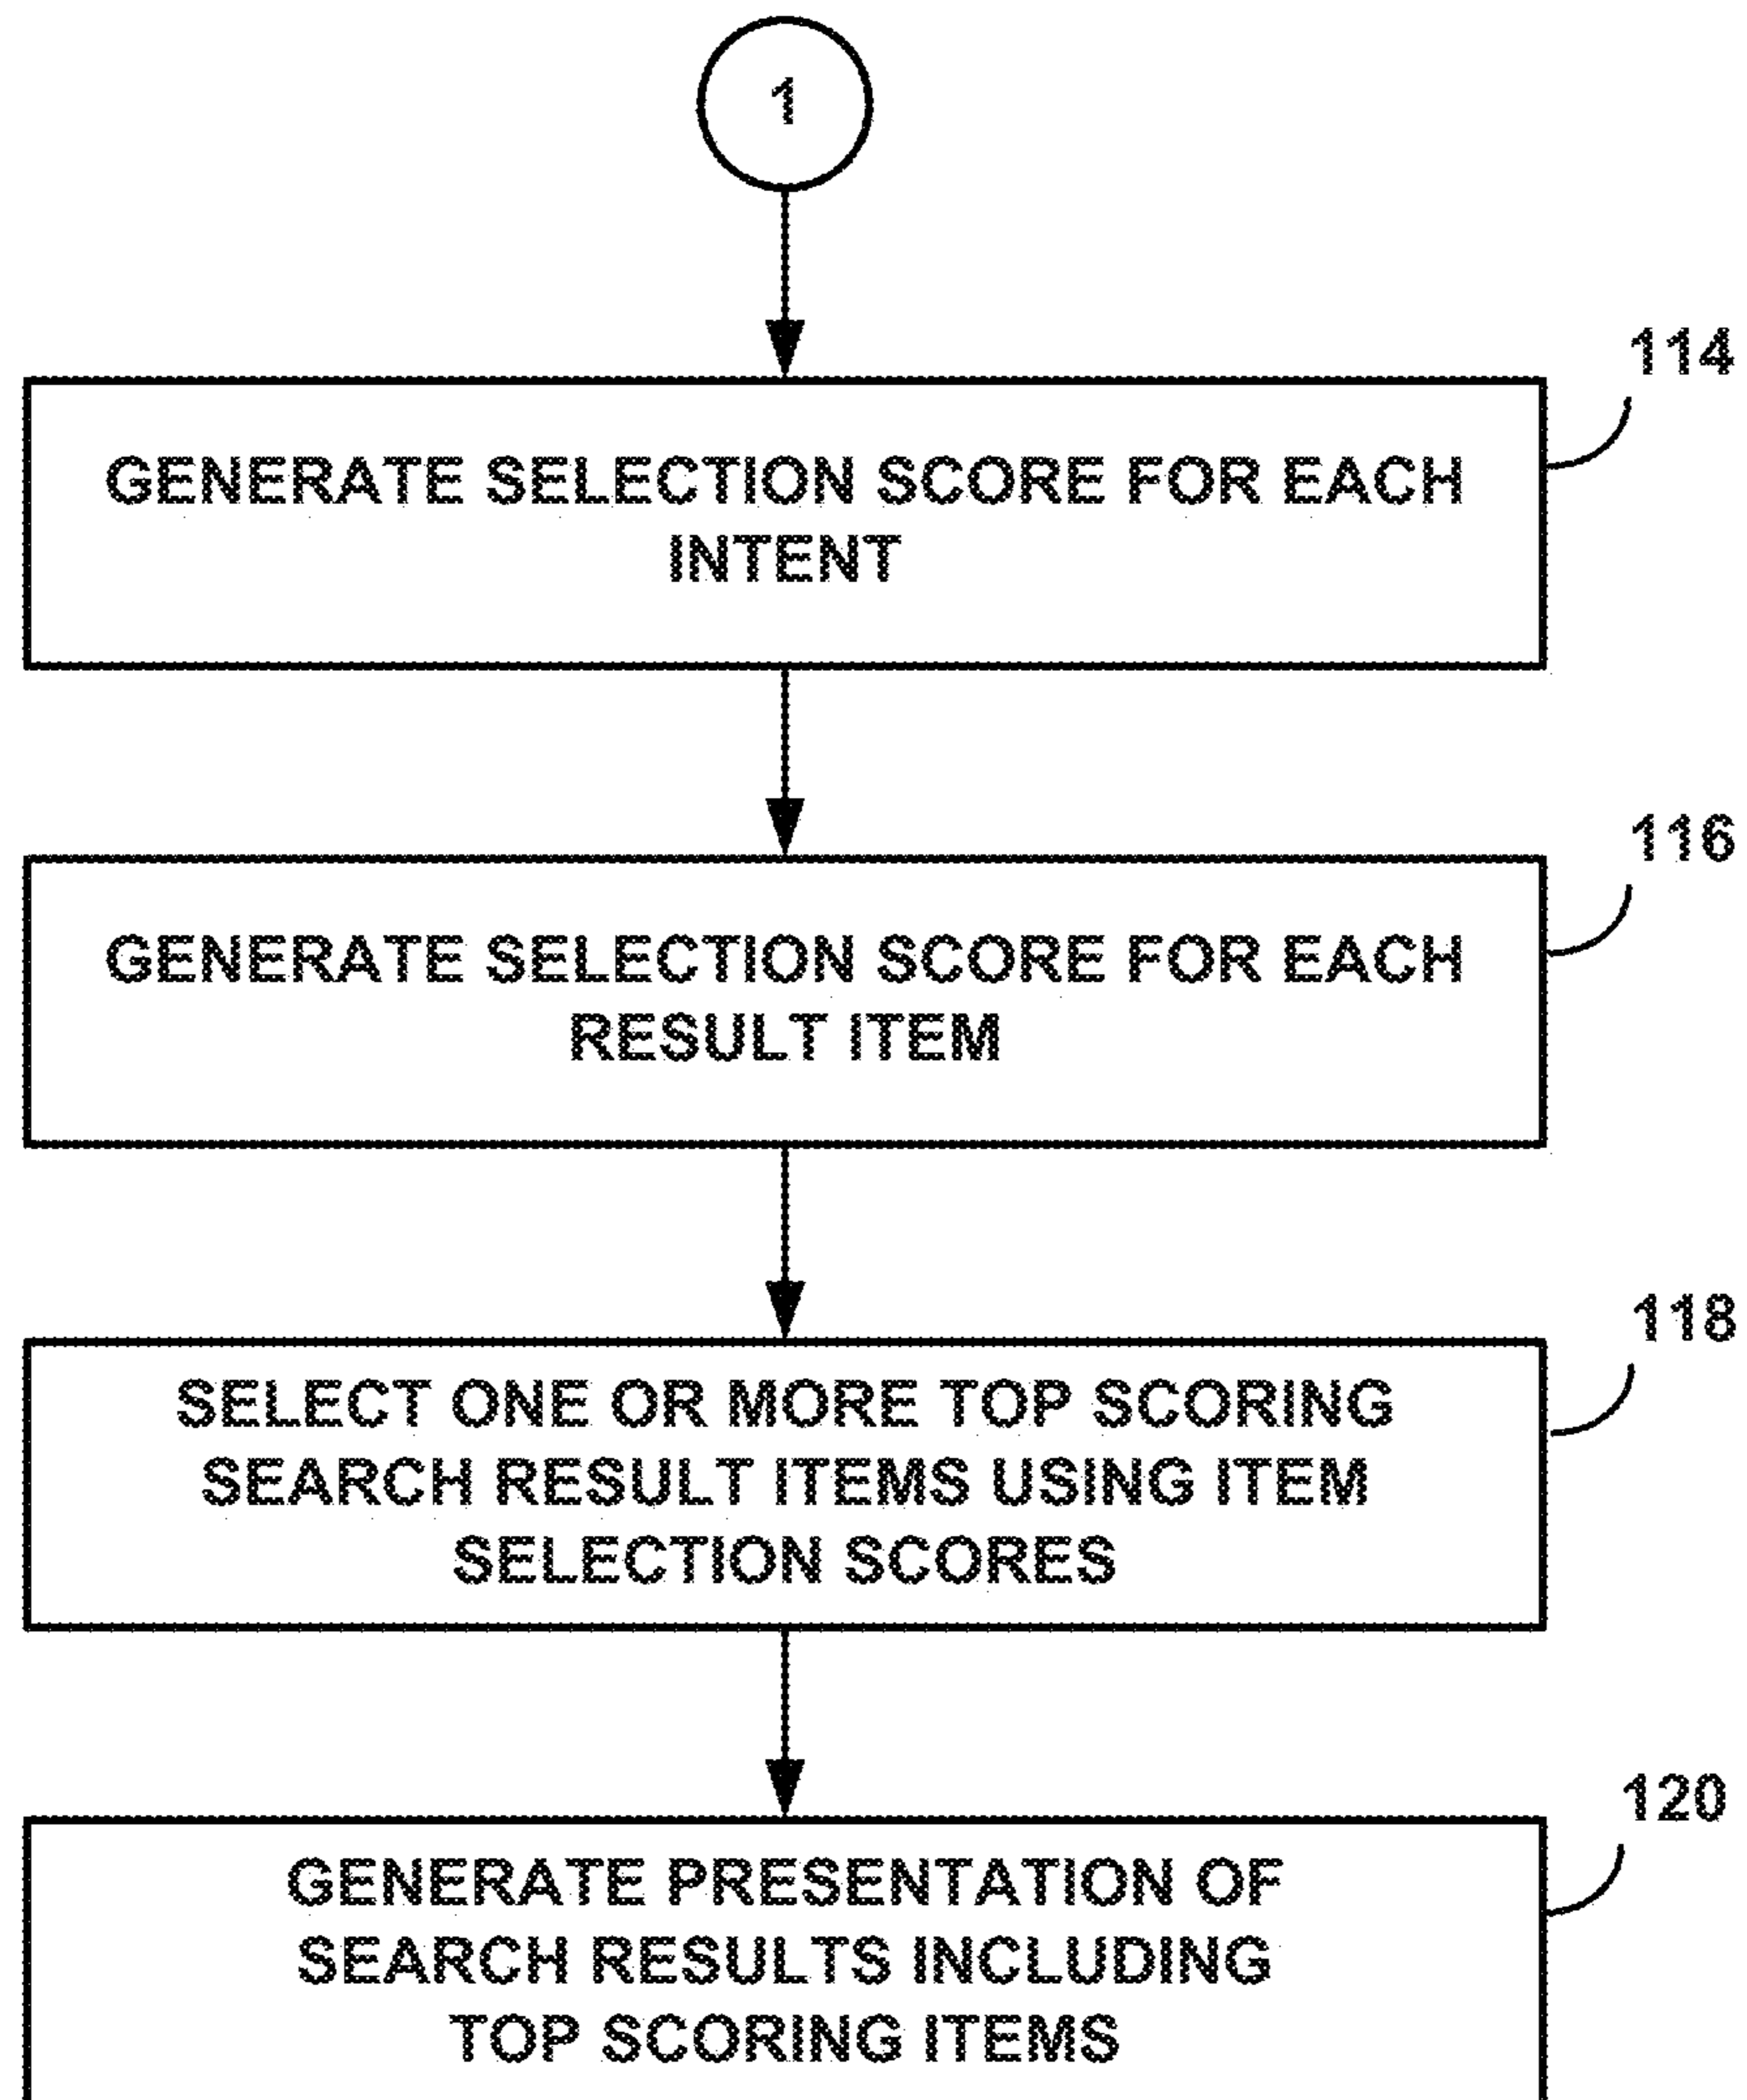 1
114
GENERATE SELECTION SCORE FOR EACH
INTENT
116
GENERATE SELECTION SCORE FOR EACH
RESULT ITEM
118
SELECT ONE OR MORE TOP SCORING
SEARCH RESULT ITEMS USING ITEM
SELECTION SCORES
120
GENERATE PRESENTATION OF
SEARCH RESULTS INCLUDING
TOP SCORING ITEMS